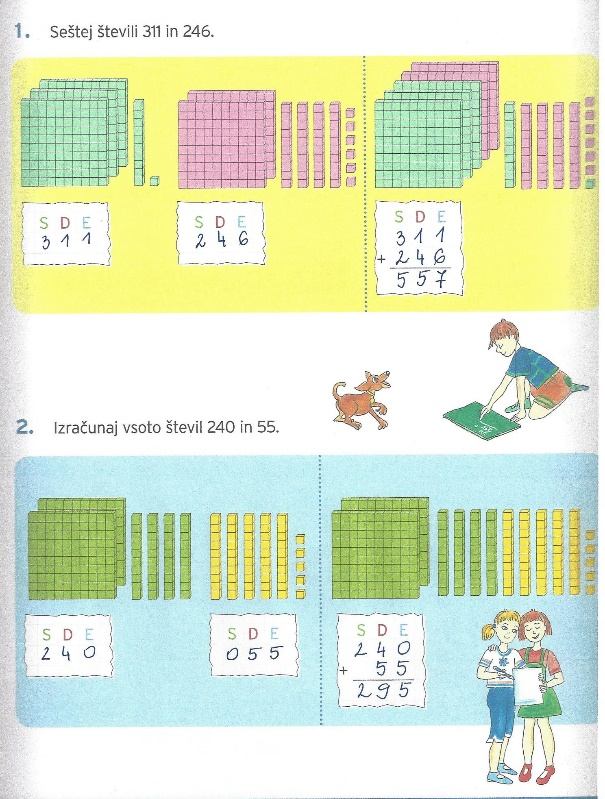 1. Seštej števili 311 in 246.
S D E
3 1 1
S D E
2 4 6
S D E
3 1 1
+ 2 4 6
5 5 7
2. Izračunaj vsoto števil 240 in 55.
S D E
2 4 0
S D E
0 5 5
S D E
2 4 0
+ 5 5
2 9 5